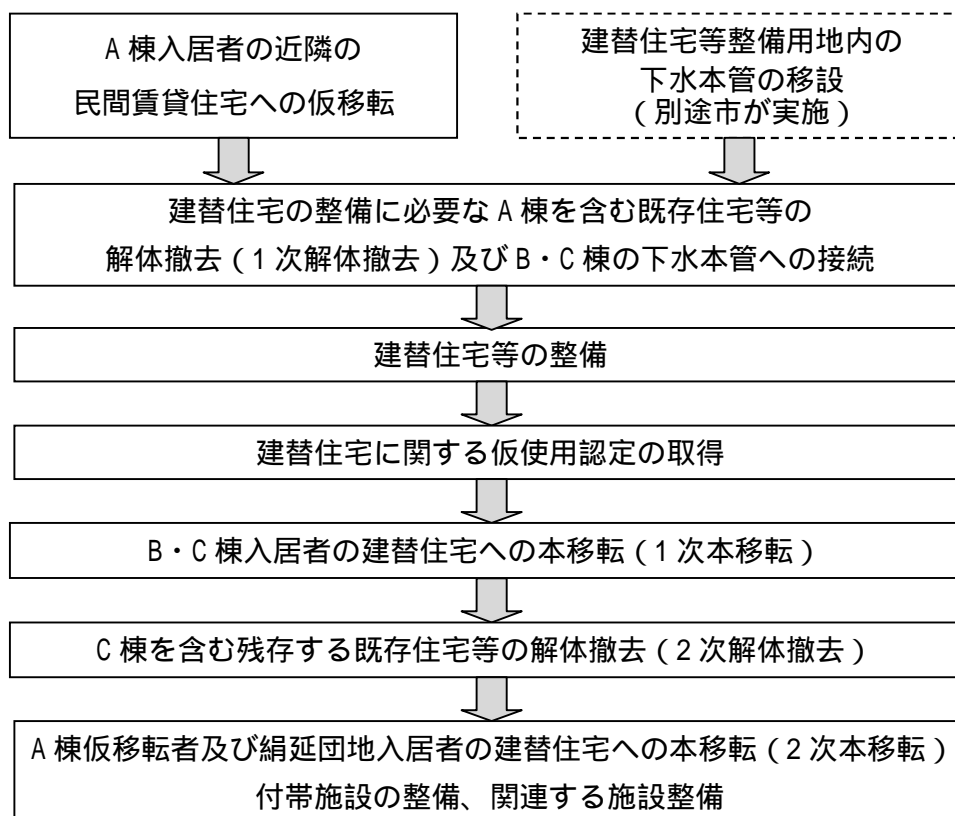 A棟入居者の近隣の
民間賃貸住宅への仮移転
建替住宅等整備用地内の
下水本管の移設
(別途市が実施)
建替住宅の整備に必要なA棟を含む既存住宅等の
解体撤去(1次解体撤去)及びB・C棟の下水本管への接続
建替住宅等の整備
建替住宅に関する仮使用認定の取得
B・C棟入居者の建替住宅への本移転(1次本移転)
C棟を含む残存する既存住宅等の解体撤去(2次解体撤去)
A棟仮移転者及び絹延団地入居者の建替住宅への本移転(2次本移転)
付帯施設の整備、関連する施設整備